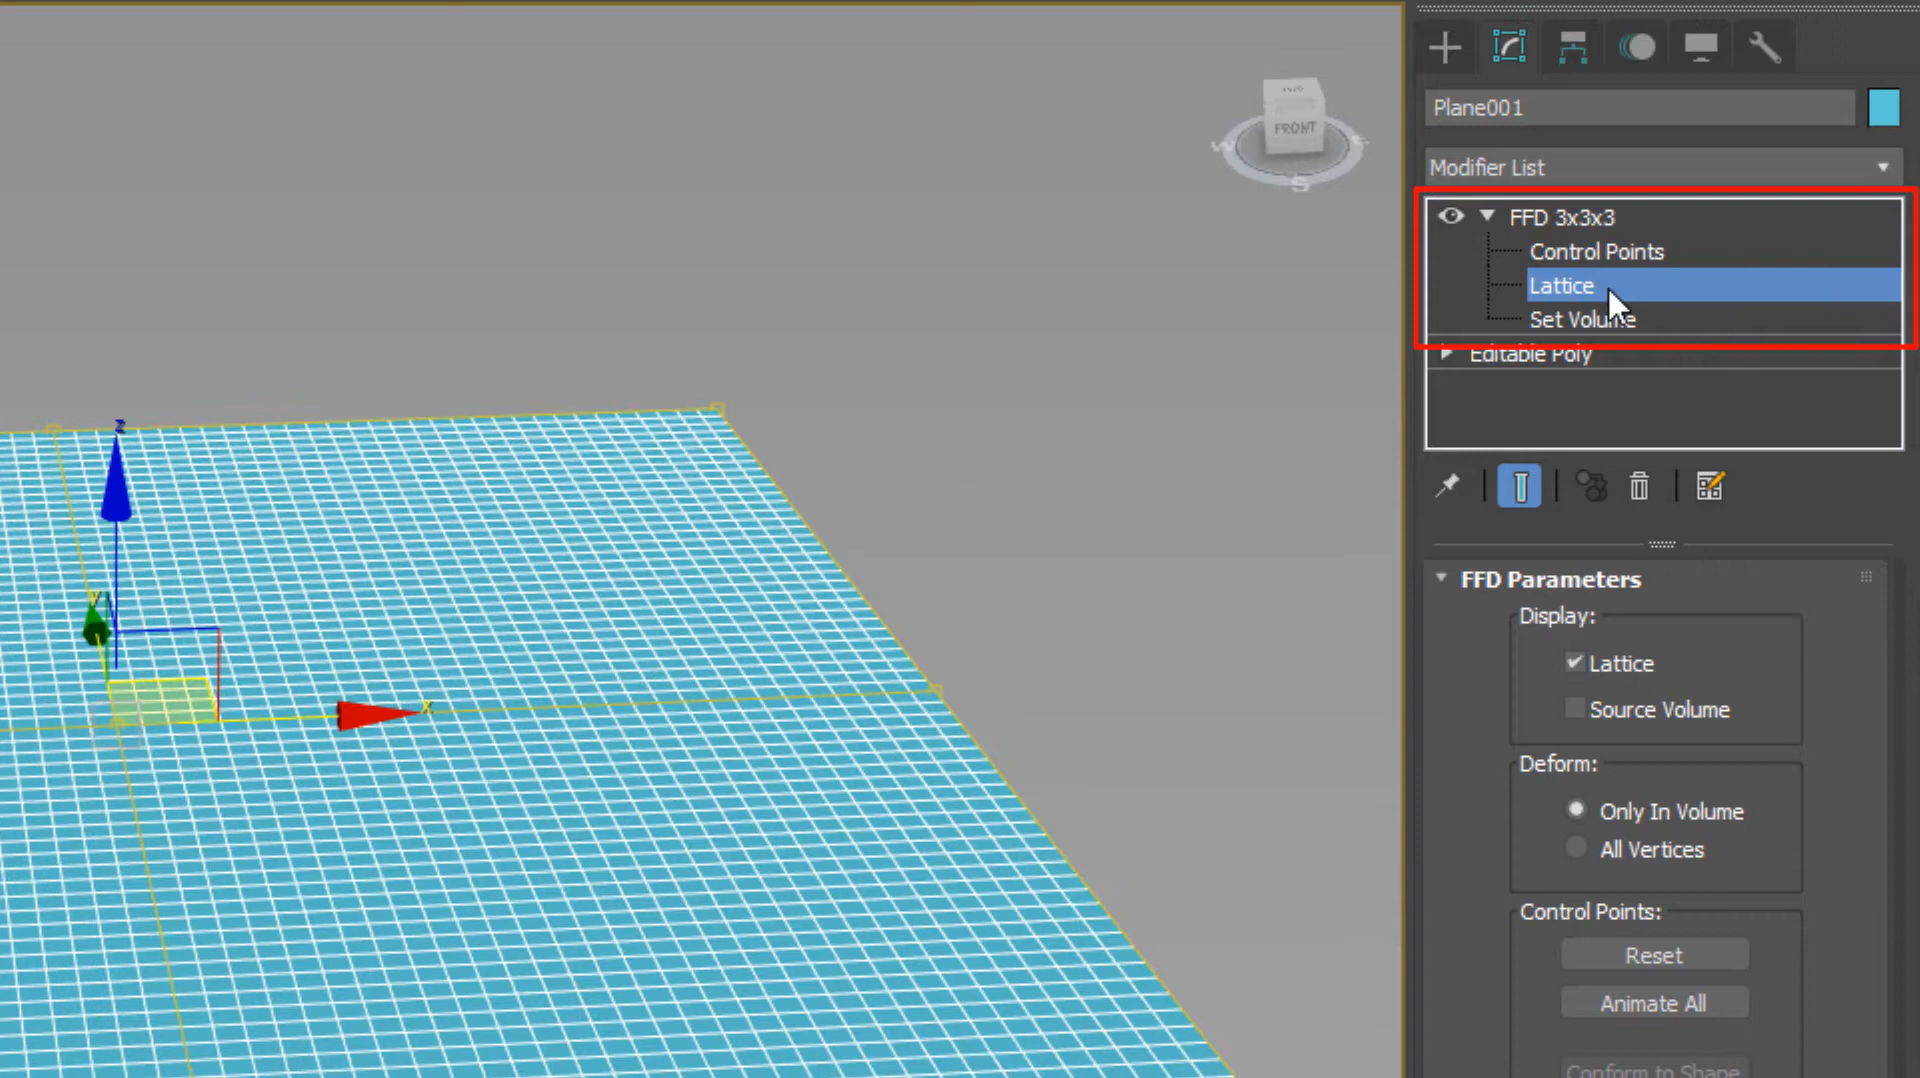 Plane001
Modifier List
FFD 3x3x3
Control Points
Lattice
Set Volume
Editable Poly
FRONT
W
S
z
y
x
FFD Parameters
Display:
Lattice
Source Volume
Deform:
Only In Volume
All Vertices
Control Points:
Reset
Animate All
Conform to Shape